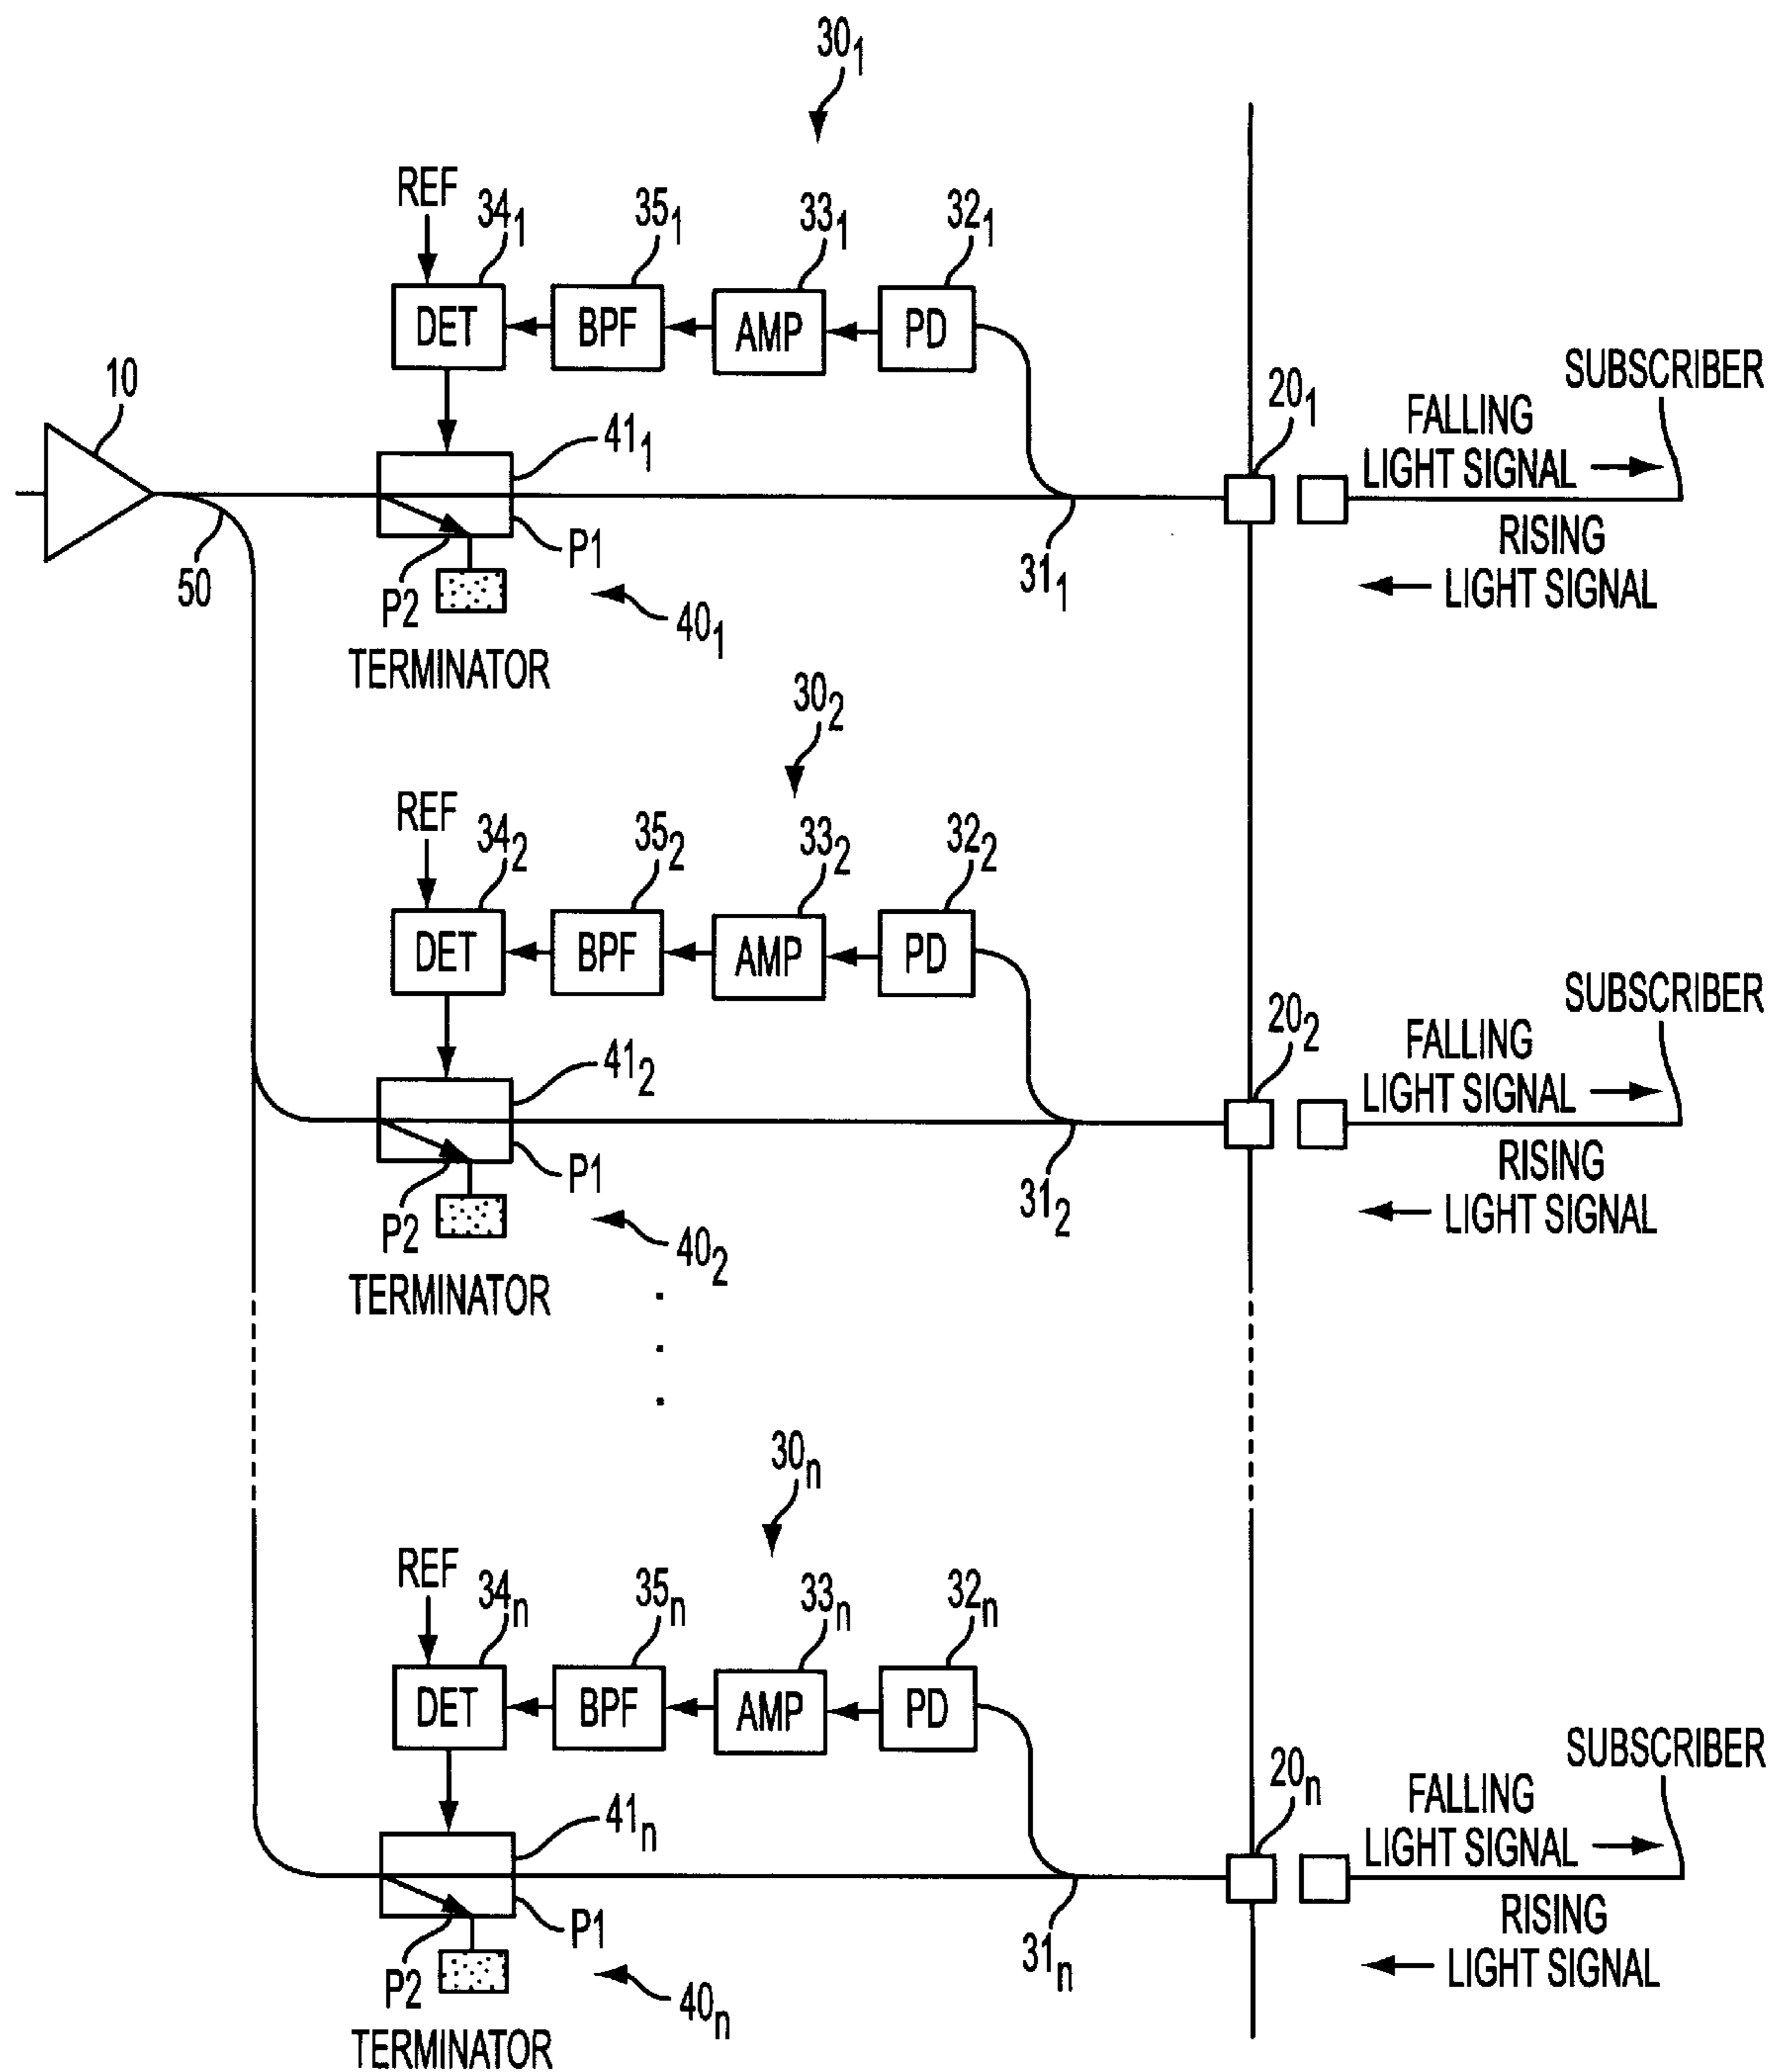 30₁
REF
34₁
35₁
33₁
32₁
DET
BPF
AMP
PD
10
41₁
20₁
SUBSCRIBER
FALLING
LIGHT SIGNAL
50
P2
P1
40₁
31₁
RISING
LIGHT SIGNAL
TERMINATOR
30₂
REF
34₂
35₂
33₂
32₂
DET
BPF
AMP
PD
41₂
20₂
SUBSCRIBER
FALLING
LIGHT SIGNAL
P2
P1
40₂
31₂
RISING
LIGHT SIGNAL
TERMINATOR
30n
REF
34n
35n
33n
32n
DET
BPF
AMP
PD
41n
20n
SUBSCRIBER
FALLING
LIGHT SIGNAL
P2
P1
40n
31n
RISING
LIGHT SIGNAL
TERMINATOR